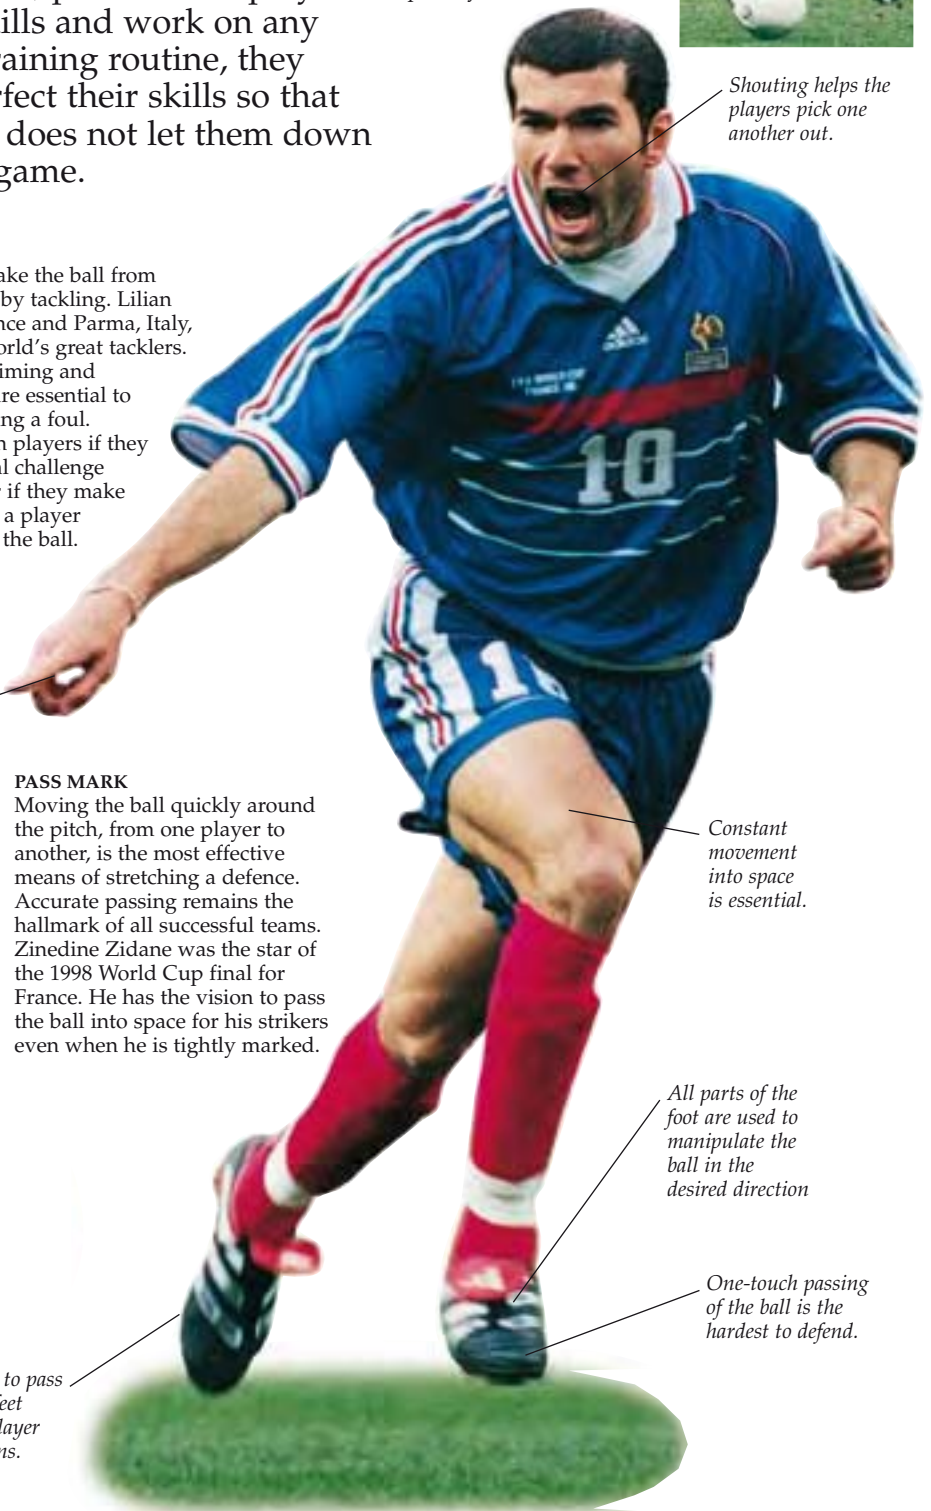 ills and work on any
raining routine, they
rfect their skills so that
does not let them down
game.
Shouting helps the
players pick one
another out.
ake the ball from
by tackling. Lilian
nce and Parma, Italy,
orld's great tacklers.
iming and
re essential to
ng a foul.
n players if they
l challenge
r if they make
a player
the ball.
adidas
10
1
PASS MARK
Moving the ball quickly around
the pitch, from one player to
another, is the most effective
means of stretching a defence.
Accurate passing remains the
hallmark of all successful teams.
Zinedine Zidane was the star of
the 1998 World Cup final for
France. He has the vision to pass
the ball into space for his strikers
even when he is tightly marked.
Constant
movement
into space
is essential.
All parts of the
foot are used to
manipulate the
ball in the
desired direction
One-touch passing
of the ball is the
hardest to defend.
to pass
feet
layer
ns.